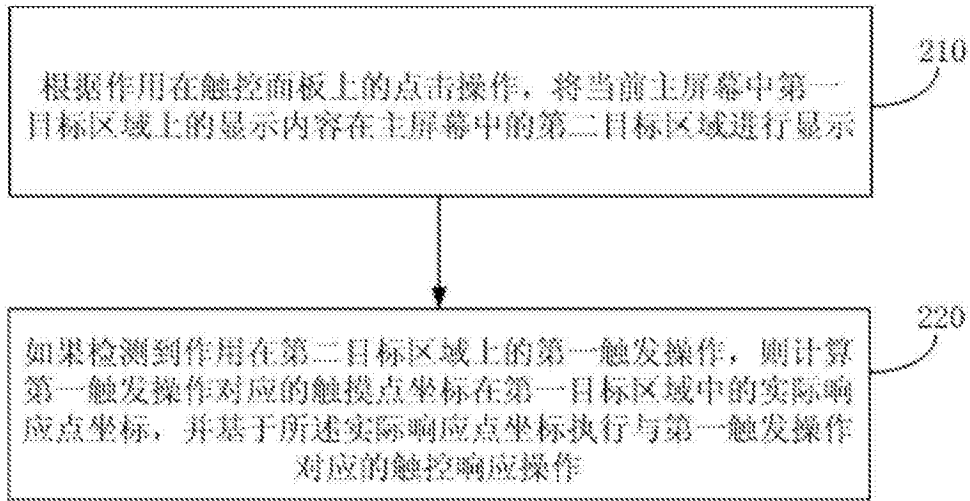 210
根据作用在触控面板上的点击操作，将当前主屏幕中第一
目标区域上的显示内容在主屏幕中的第二目标区域进行显示
220
如果检测到作用在第二目标区域上的第一触发操作，则计算
第一触发操作对应的触摸点坐标在第一目标区域中的实际响
应点坐标，并基于所述实际响应点坐标执行与第一触发操作
对应的触控响应操作